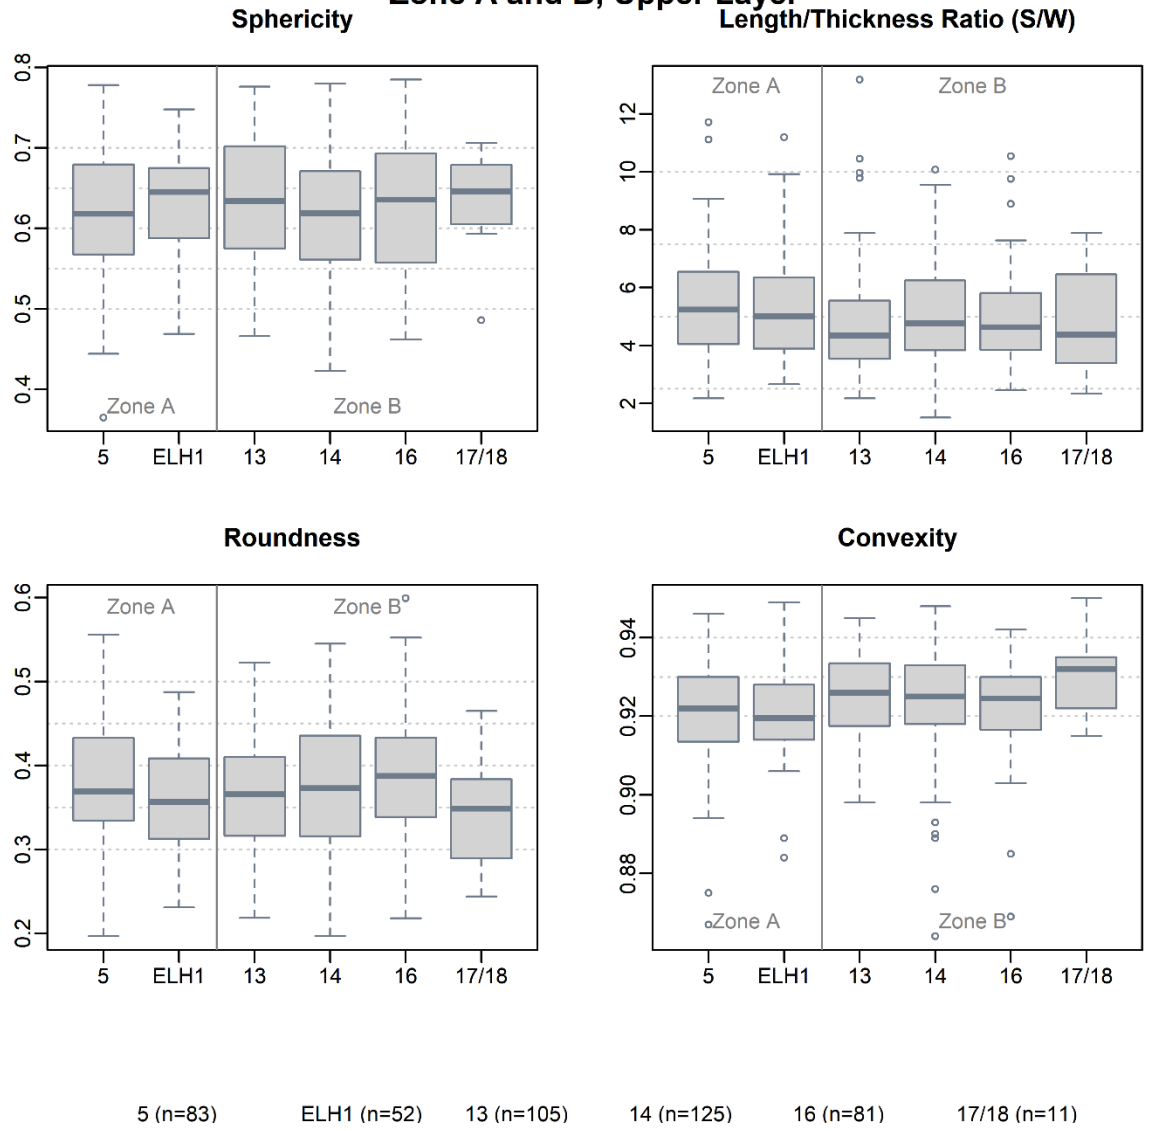 Zone A and B, Upper Layer
Sphericity
0.8
0.7
0.6
0.5
0.4
Zone A
Zone B
5 ELH1 13 14 16 17/18
Length/Thickness Ratio (S/W)
12
10
8
6
4
2
Zone A
Zone B
5 ELH1 13 14 16 17/18
Roundness
0.6
0.5
0.4
0.3
0.2
Zone A
Zone B
5 ELH1 13 14 16 17/18
Convexity
0.94
0.92
0.90
0.88
Zone A
Zone B
5 ELH1 13 14 16 17/18
5 (n=83) ELH1 (n=52) 13 (n=105) 14 (n=125) 16 (n=81) 17/18 (n=11)